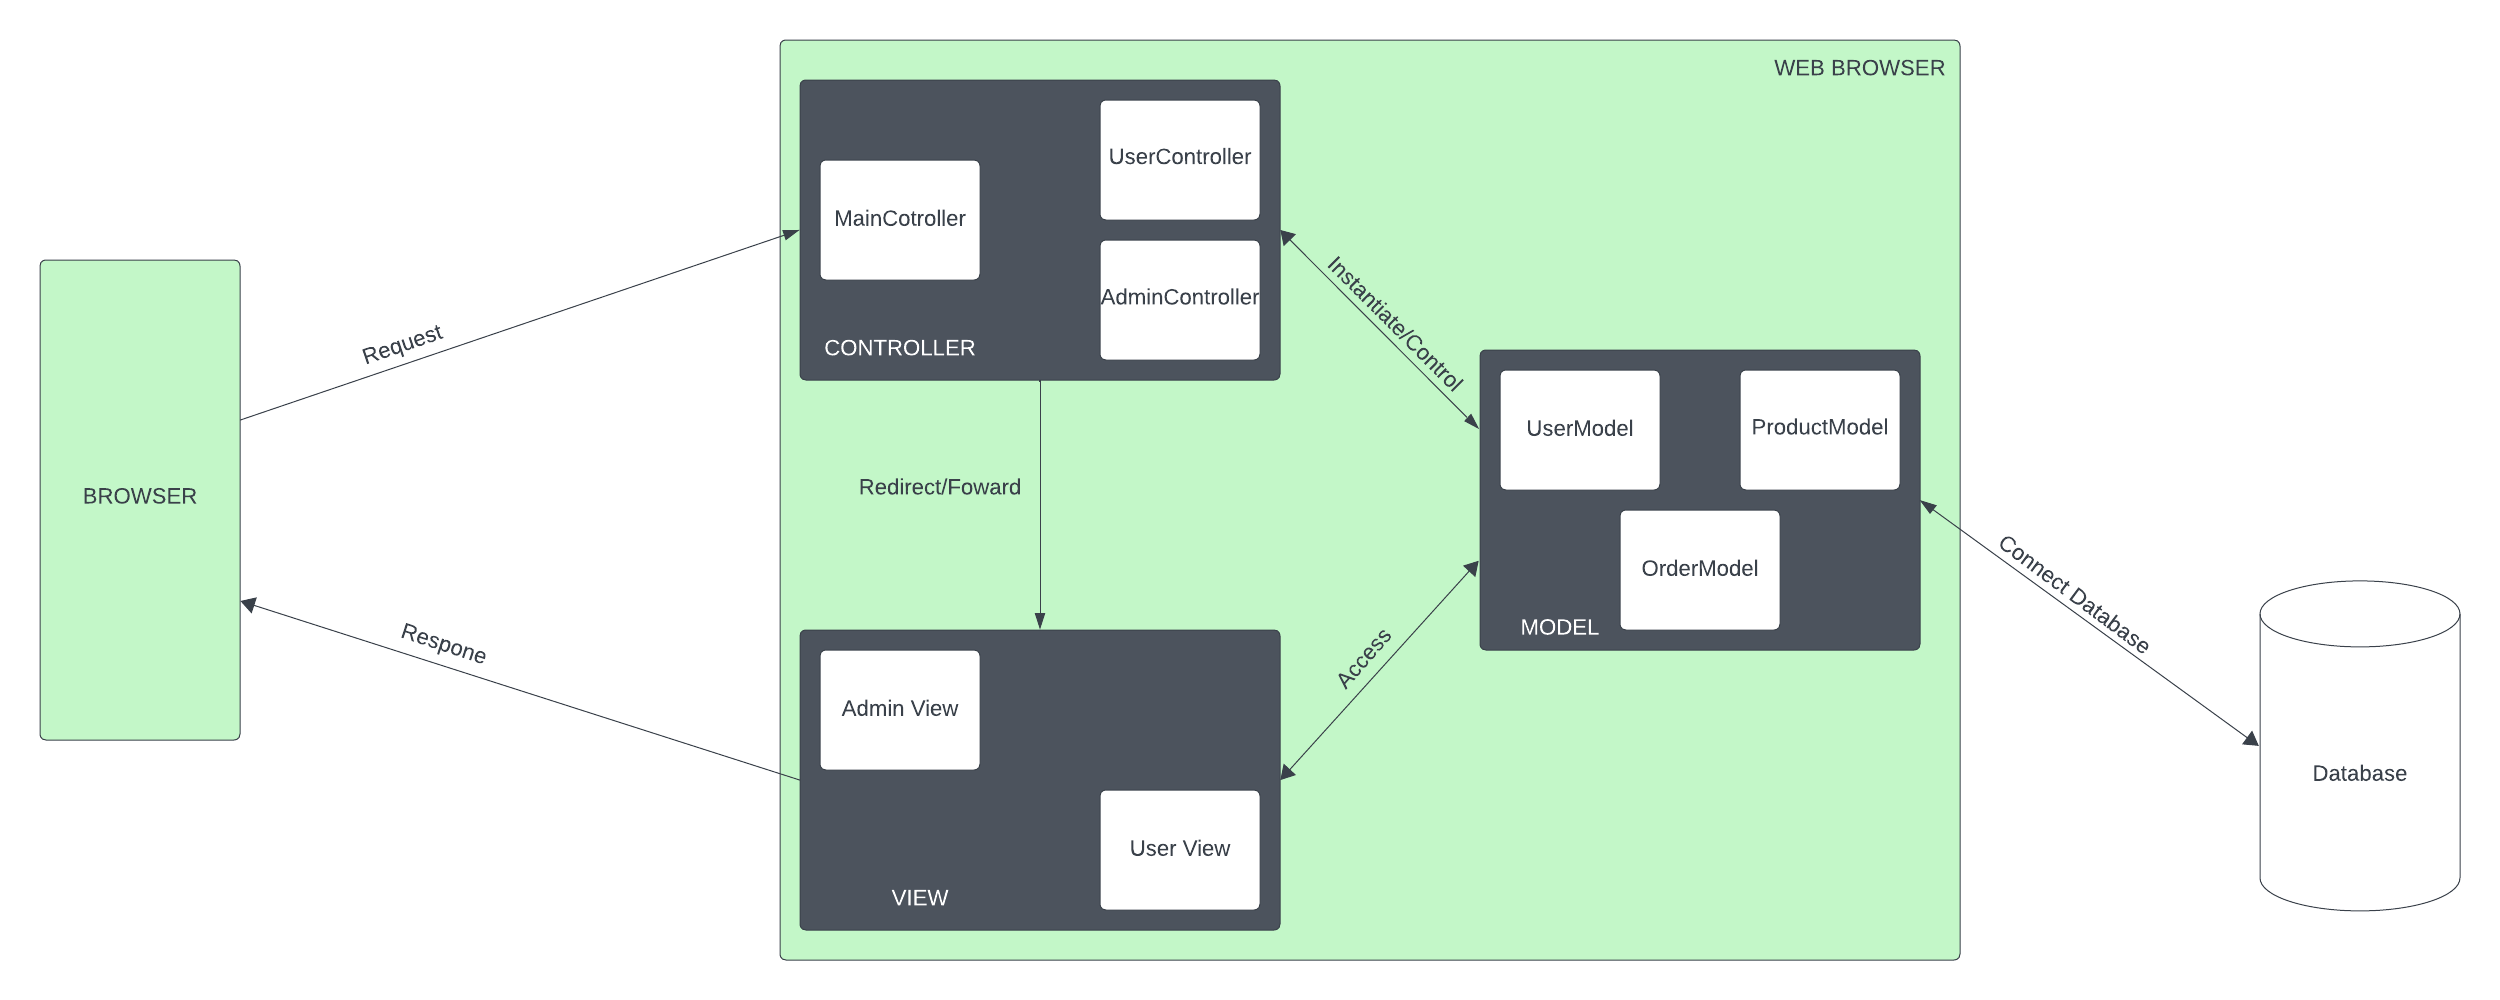 WEB BROWSER
UserController
MainCotroller
AdminController
CONTROLLER
Request
Instantiate/Control
BROWSER
Redirect/Foward
UserModel
ProductModel
OrderModel
MODEL
Connect Database
Respone
Access
Admin View
User View
VIEW
Database